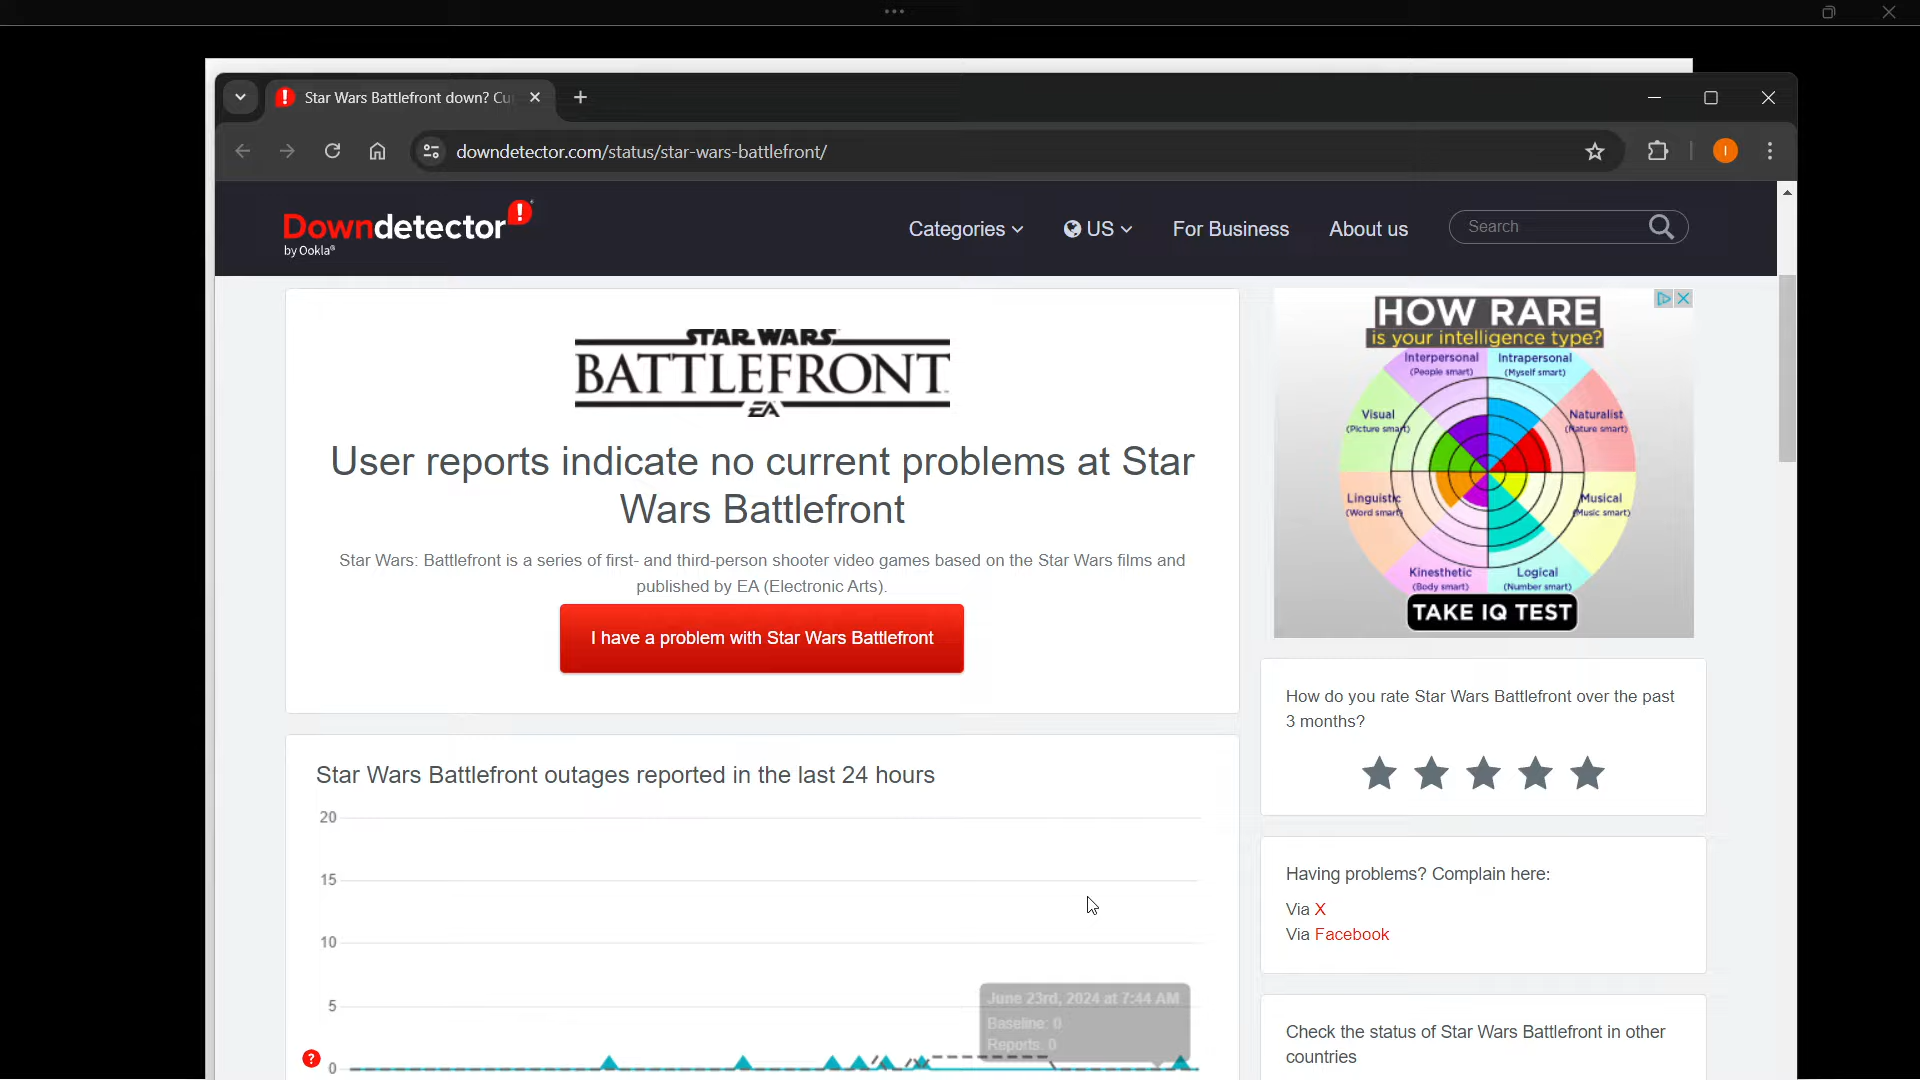 Star Wars Battlefront down? Cu
downdetector.com/status/star-wars-battlefront/
I
Downdetector!
by Ookla®
Categories
US
For Business
About us
Search
STAR WARS
BATTLEFRONT
EA
User reports indicate no current problems at Star
Wars Battlefront
Star Wars: Battlefront is a series of first- and third-person shooter video games based on the Star Wars films and
published by EA (Electronic Arts).
I have a problem with Star Wars Battlefront
Star Wars Battlefront outages reported in the last 24 hours
20
15
10
5
0
?
June 23rd, 2024 at 7:44 AM
Baseline: 0
Reports: 0
HOW RARE
is your intelligence type?
Interpersonal
(People smart)
Intrapersonal
(Myself smart)
Visual
(Picture smart)
Naturalist
(Nature smart)
Linguistic
(Word smart)
Musical
(Music smart)
Kinesthetic
(Body smart)
Logical
(Number smart)
TAKE IQ TEST
How do you rate Star Wars Battlefront over the past
3 months?
Having problems? Complain here:
Via X
Via Facebook
Check the status of Star Wars Battlefront in other
countries